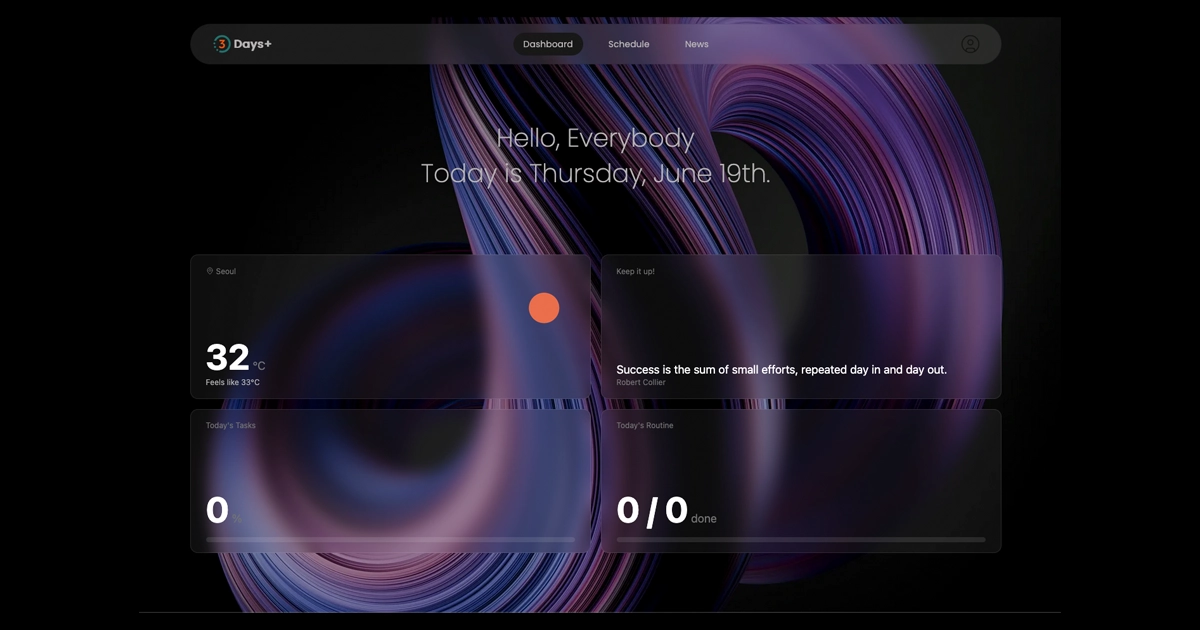 3 Days+
Dashboard Schedule News
Hello, Everybody
Today is Thursday, June 19th.
Seoul
32 °C
Feels like 33°C
Keep it up!
Success is the sum of small efforts, repeated day in and day out.
Robert Collier
Today's Tasks
0 %
Today's Routine
0 / 0 done